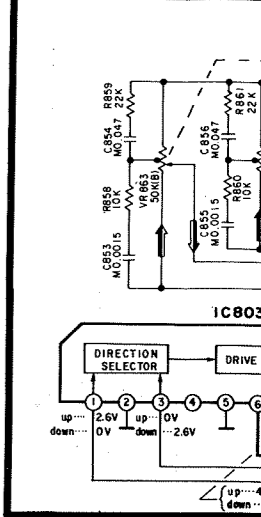 R859
22K
C854
M0.047
R858
10K
C853
M0.0015
VR863
50K(B)
R861
22K
C856
M0.047
R860
10K
C855
M0.0015
IC803
DIRECTION
SELECTOR
DRIVE
1 2 3 4 5 6
up···· 2.6V up··· 0V
down··· 0V down ···2.6V
up···4
down···